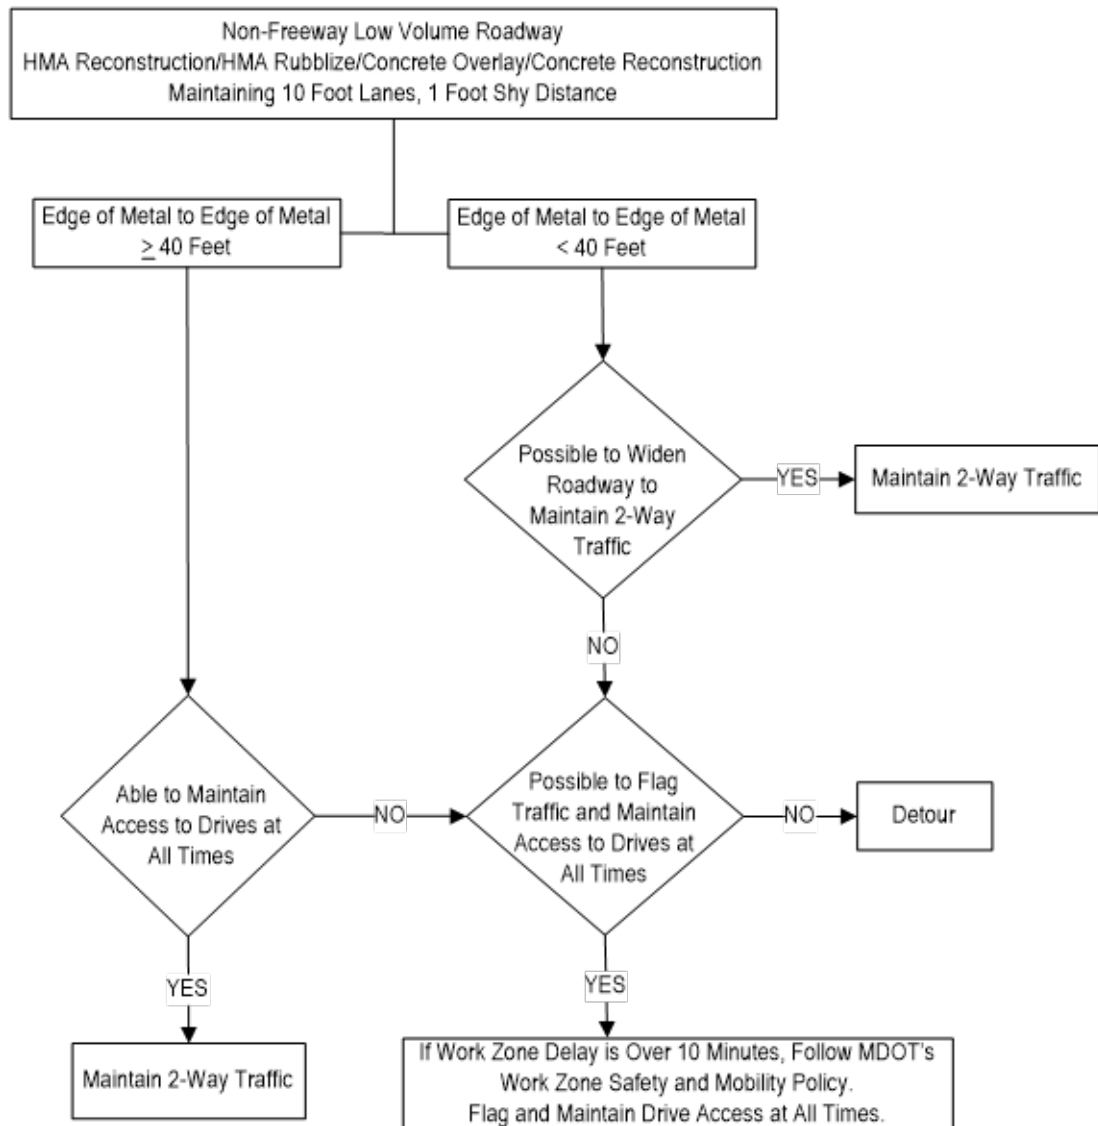 Non-Freeway Low Volume Roadway
HMA Reconstruction/HMA Rubblize/Concrete Overlay/Concrete Reconstruction
Maintaining 10 Foot Lanes, 1 Foot Shy Distance
Edge of Metal to Edge of Metal
≥ 40 Feet
Edge of Metal to Edge of Metal
< 40 Feet
Possible to Widen
Roadway to
Maintain 2-Way
Traffic
YES
Maintain 2-Way Traffic
NO
Able to Maintain
Access to Drives at
All Times
NO
Possible to Flag
Traffic and Maintain
Access to Drives at
All Times
NO
Detour
YES
Maintain 2-Way Traffic
YES
If Work Zone Delay is Over 10 Minutes, Follow MDOT's
Work Zone Safety and Mobility Policy.
Flag and Maintain Drive Access at All Times.